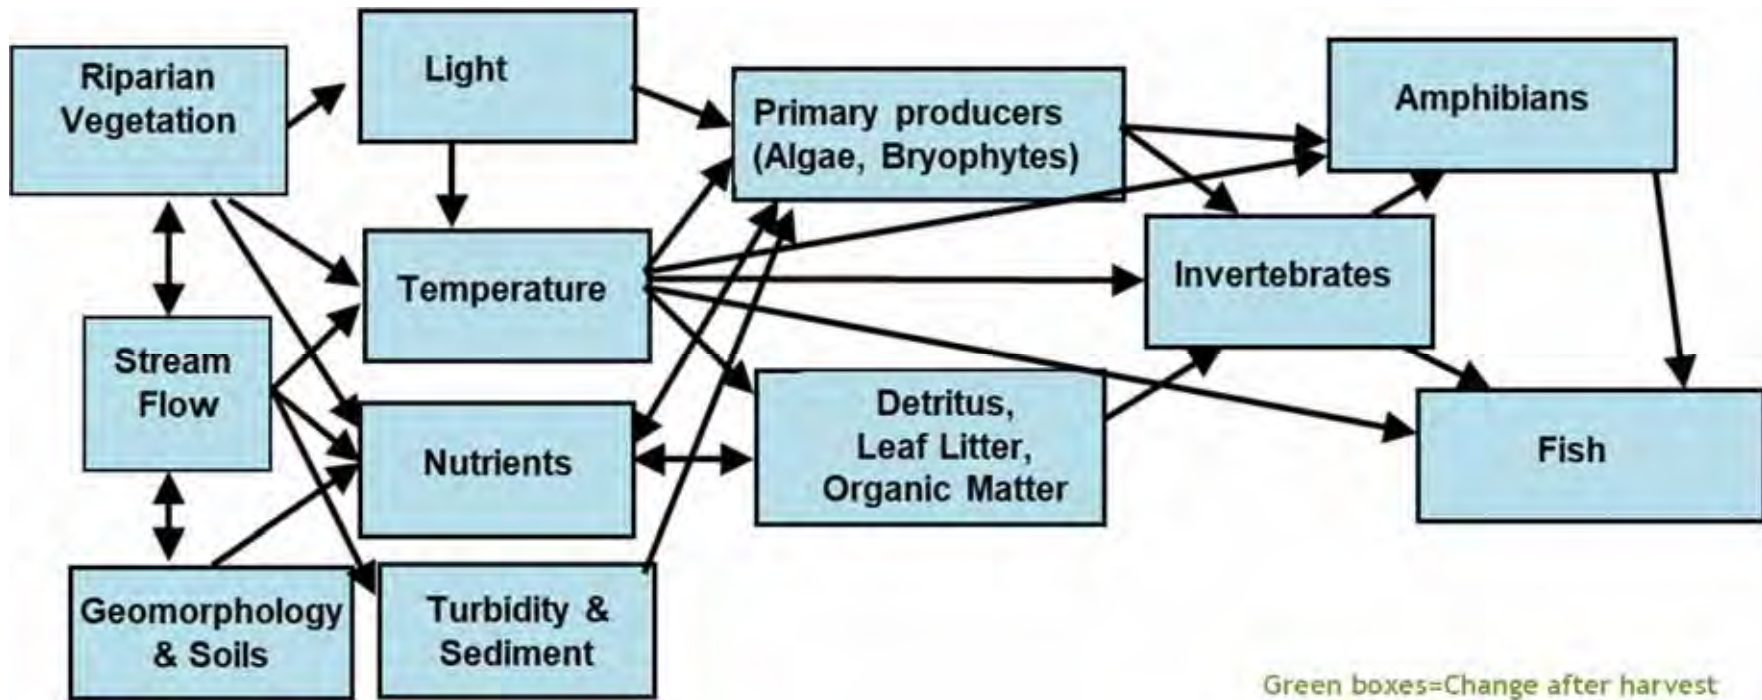 Riparian
Vegetation
Light
Primary producers
(Algae, Bryophytes)
Amphibians
Temperature
Invertebrates
Stream
Flow
Nutrients
Detritus,
Leaf Litter,
Organic Matter
Fish
Geomorphology
& Soils
Turbidity &
Sediment
Green boxes=Change after harvest